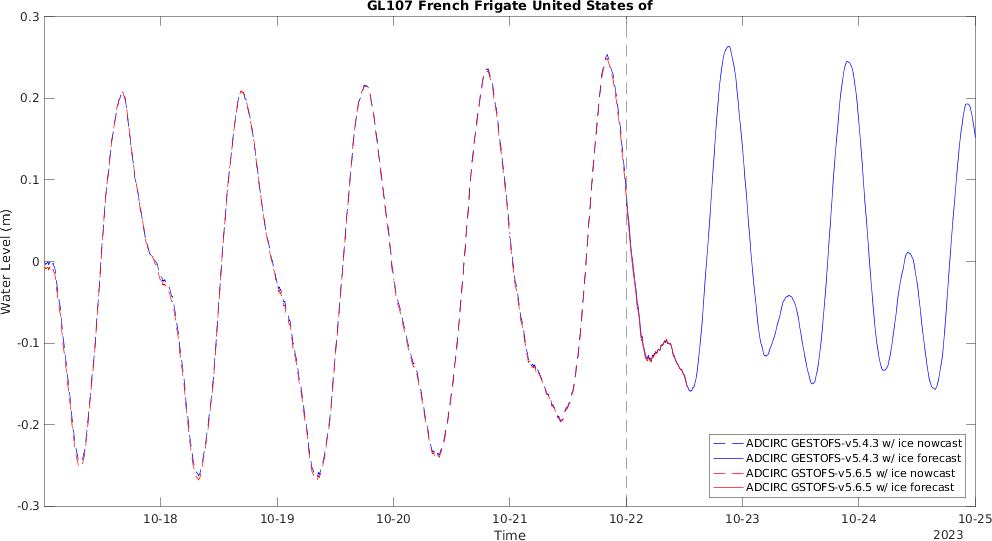 GL107 French Frigate United States of
0.3
0.2
0.1
0
-0.1
-0.2
-0.3
Water Level (m)
10-18
10-19
10-20
10-21
10-22
10-23
10-24
10-25
Time
2023
ADCIRC GESTOFS-v5.4.3 w/ ice nowcast
ADCIRC GESTOFS-v5.4.3 w/ ice forecast
ADCIRC GSTOFS-v5.6.5 w/ ice nowcast
ADCIRC GSTOFS-v5.6.5 w/ ice forecast